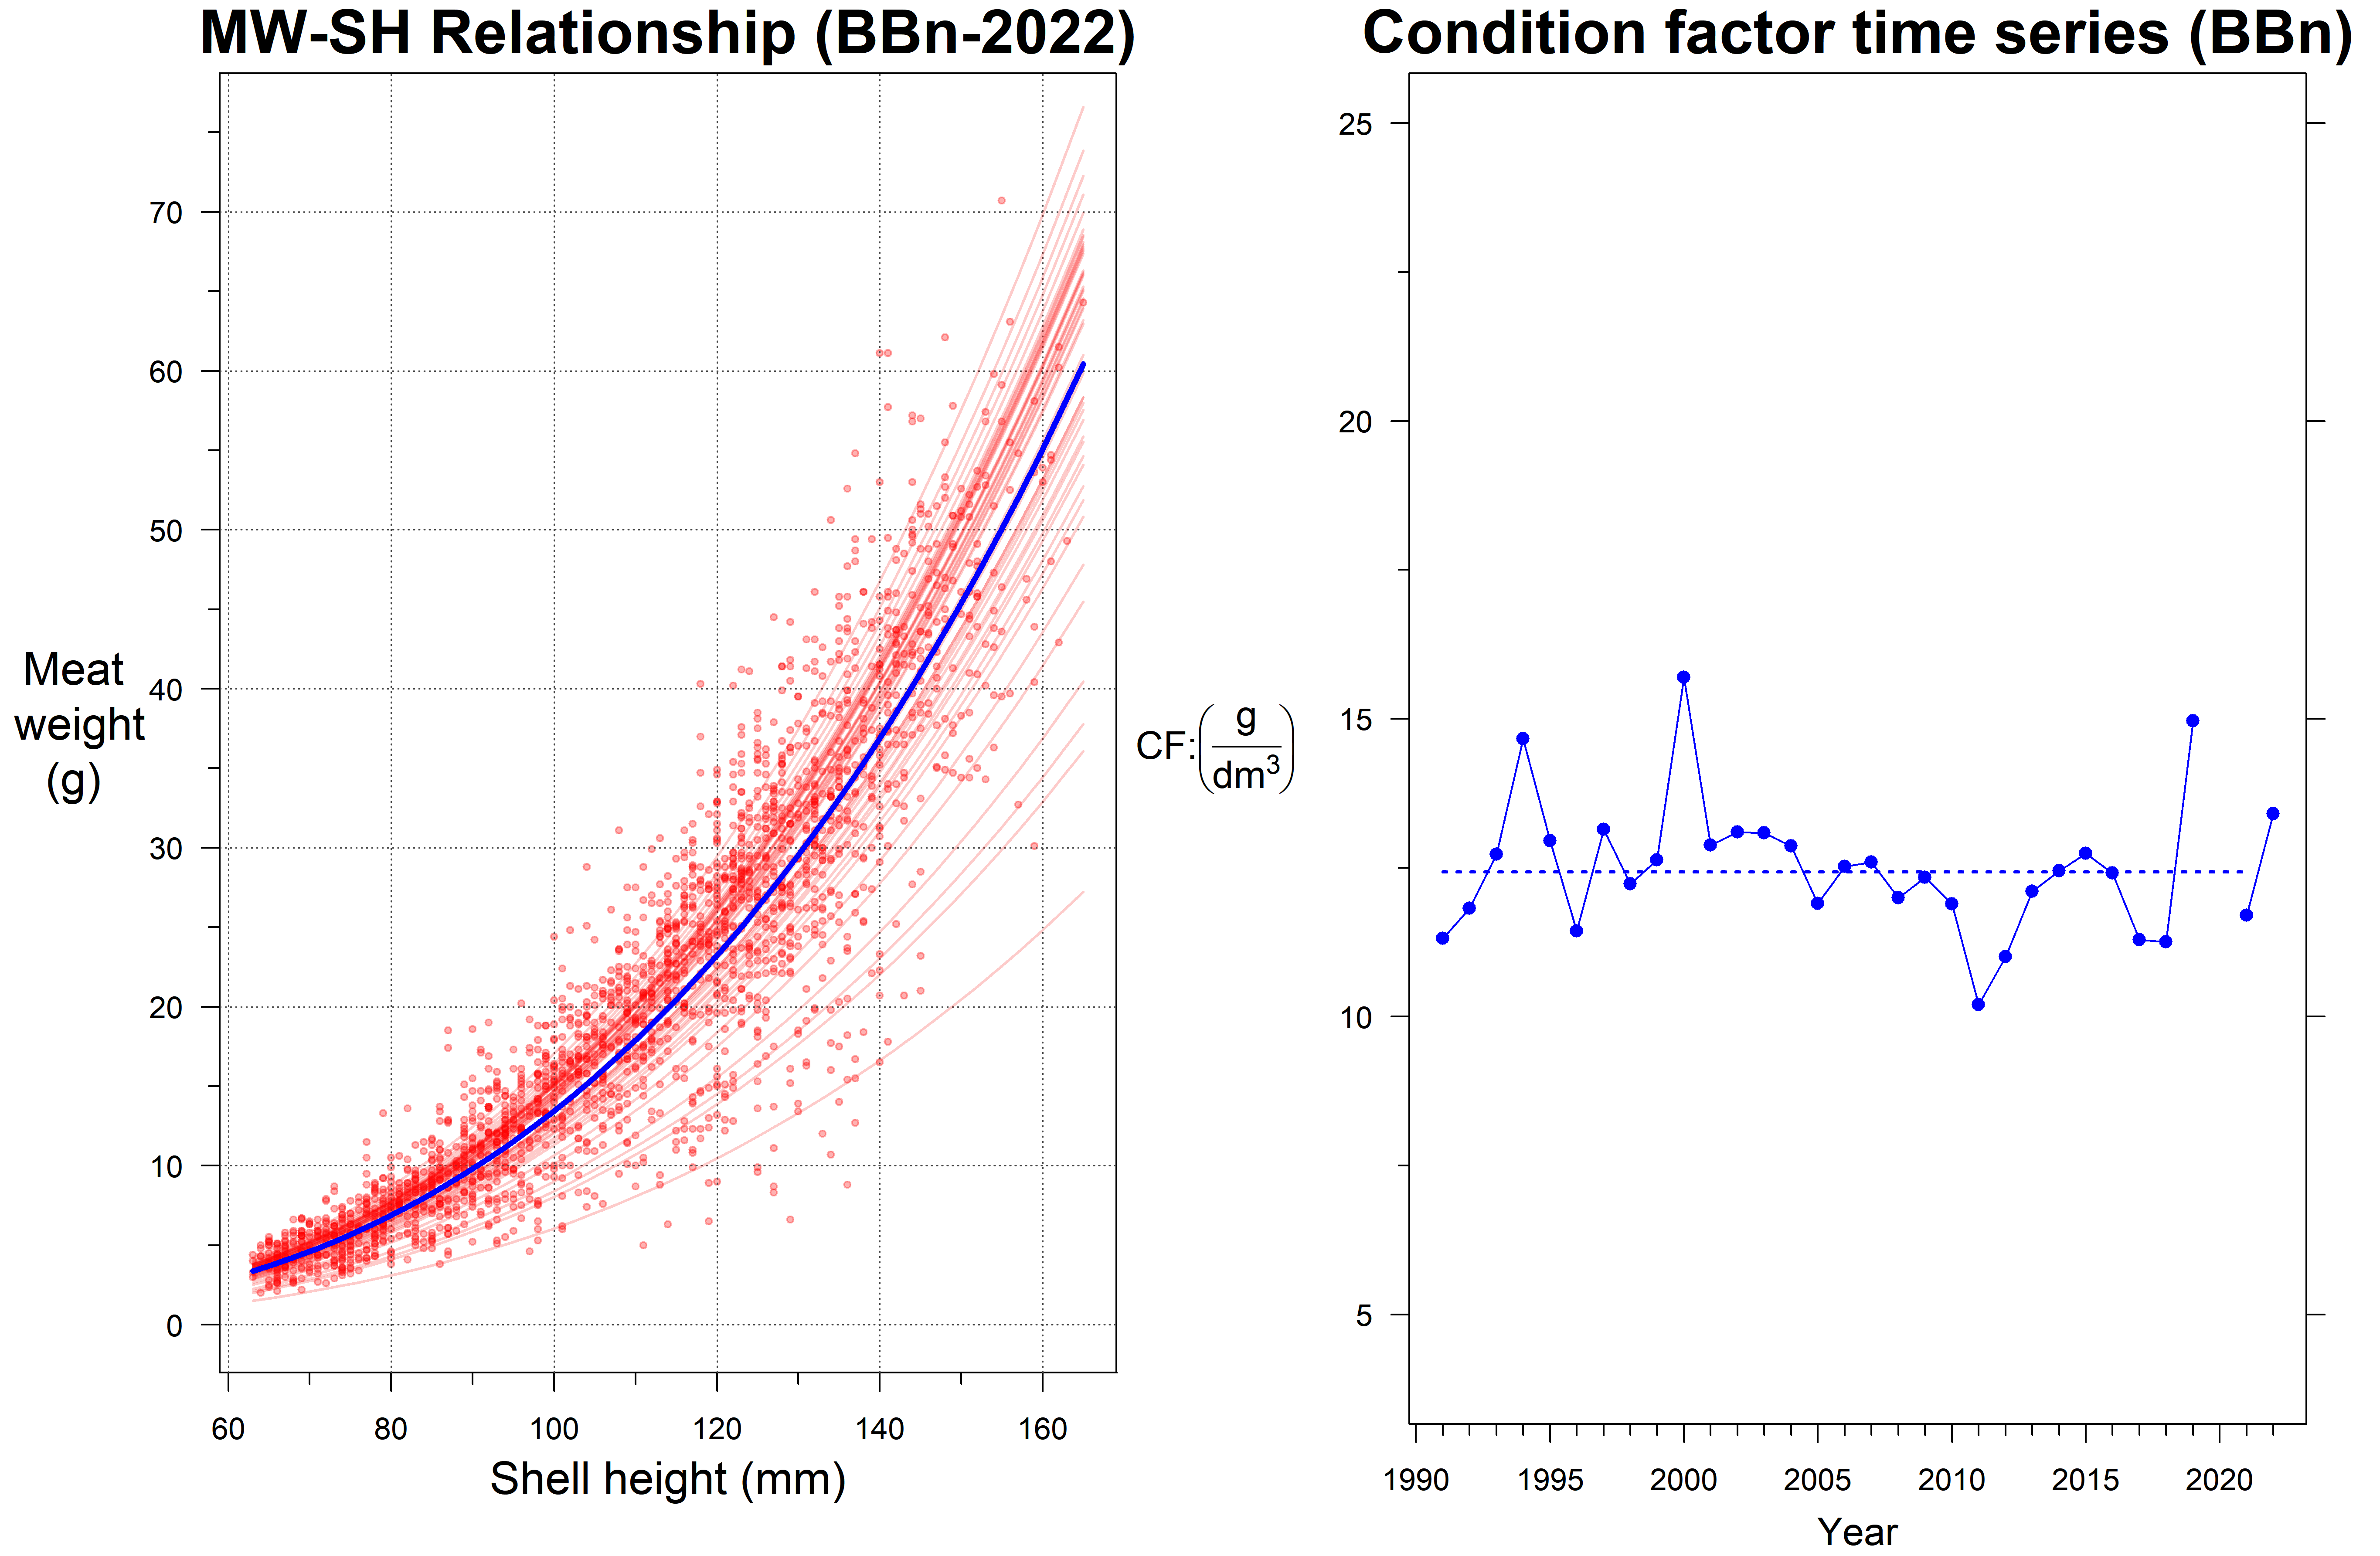 MW-SH Relationship (BBn-2022)
70
60
50
40
30
20
10
0
Meat
weight
(g)
60 80 100 120 140 160
Shell height (mm)
Condition factor time series (BBn)
25
20
15
10
5
CF: (g/dm³)
1990 1995 2000 2005 2010 2015 2020
Year